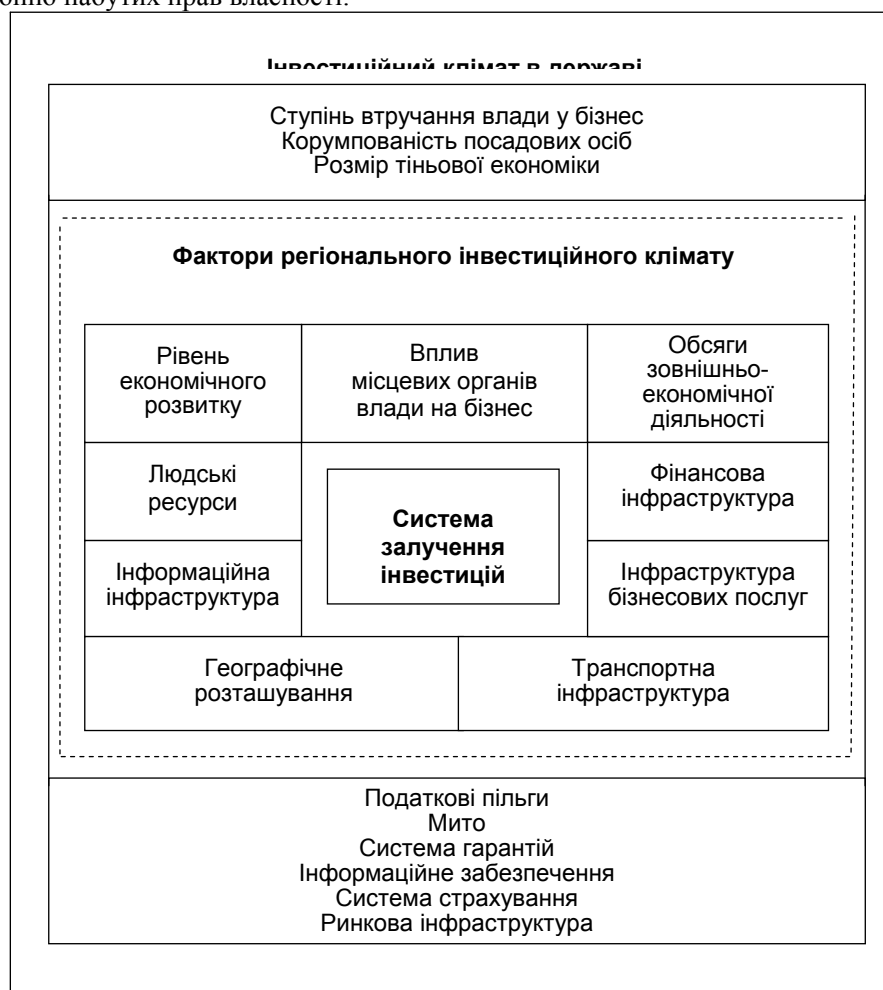 набутих прав власності.
Інвестиційний клімат в державі
Ступінь втручання влади у бізнес
Корумпованість посадових осіб
Розмір тіньової економіки
Фактори регіонального інвестиційного клімату
Рівень
економічного
розвитку
Вплив
місцевих органів
влади на бізнес
Обсяги
зовнішньо-
економічної
діяльності
Людські
ресурси
Система
залучення
інвестицій
Фінансова
інфраструктура
Інформаційна
інфраструктура
Інфраструктура
бізнесових послуг
Географічне
розташування
Транспортна
інфраструктура
Податкові пільги
Мито
Система гарантій
Інформаційне забезпечення
Система страхування
Ринкова інфраструктура